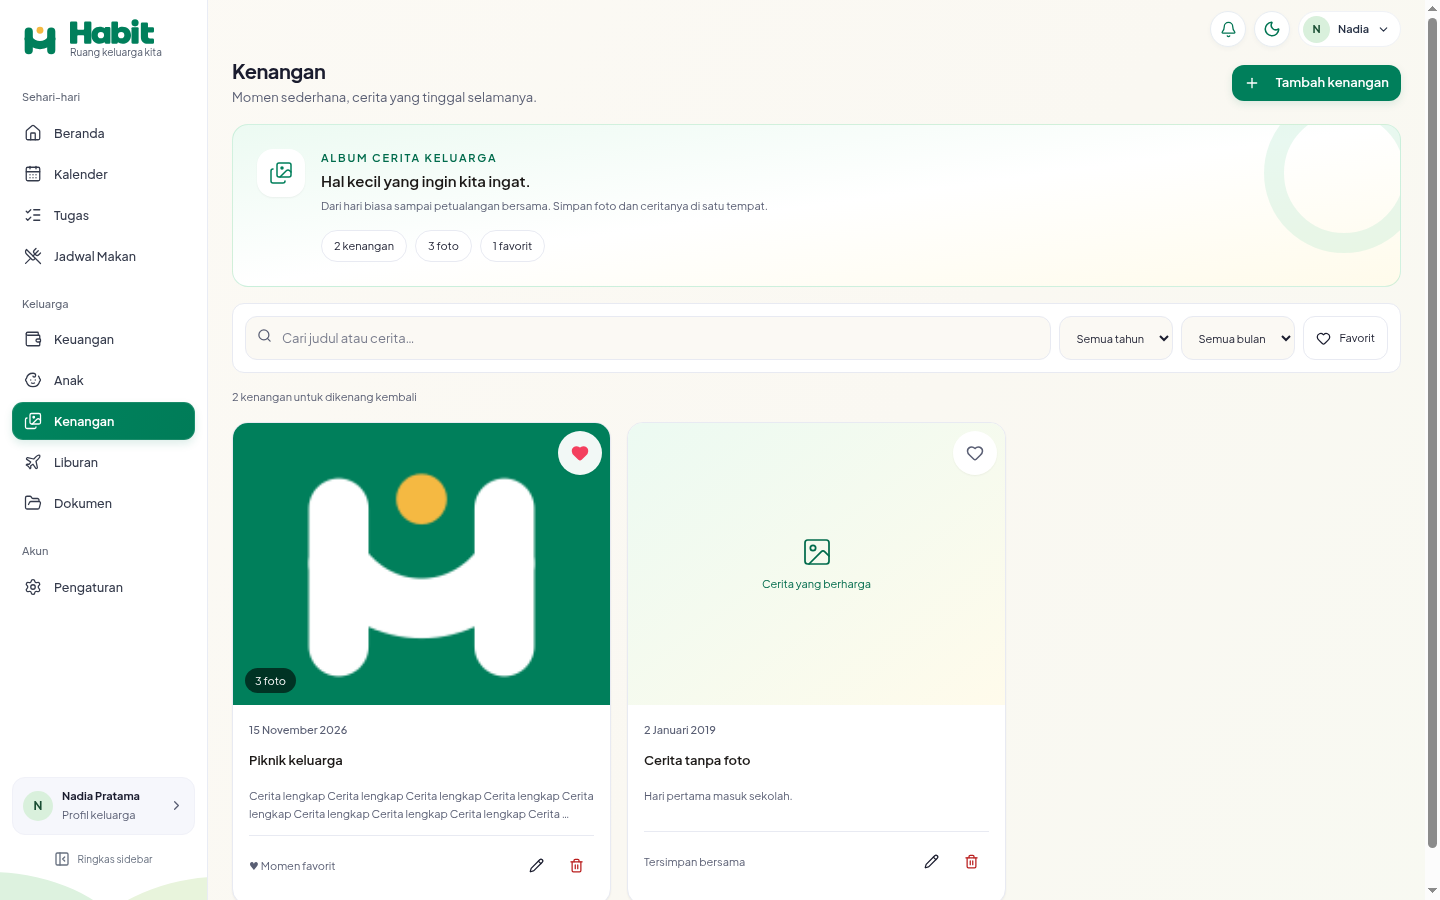 Habit
Ruang keluarga kita
N
Nadia
Sehari-hari
Beranda
Kalender
Tugas
Jadwal Makan
Keluarga
Keuangan
Anak
Kenangan
Liburan
Dokumen
Akun
Pengaturan
N
Nadia Pratama
Profil keluarga
Ringkas sidebar
Kenangan
Momen sederhana, cerita yang tinggal selamanya.
Tambah kenangan
ALBUM CERITA KELUARGA
Hal kecil yang ingin kita ingat.
Dari hari biasa sampai petualangan bersama. Simpan foto dan ceritanya di satu tempat.
2 kenangan
3 foto
1 favorit
Cari judul atau cerita...
Semua tahun
Semua bulan
Favorit
2 kenangan untuk dikenang kembali
3 foto
15 November 2026
Piknik keluarga
Cerita lengkap Cerita lengkap Cerita lengkap Cerita lengkap Cerita
lengkap Cerita lengkap Cerita lengkap Cerita lengkap Cerita ...
♥ Momen favorit
Cerita yang berharga
2 Januari 2019
Cerita tanpa foto
Hari pertama masuk sekolah.
Tersimpan bersama